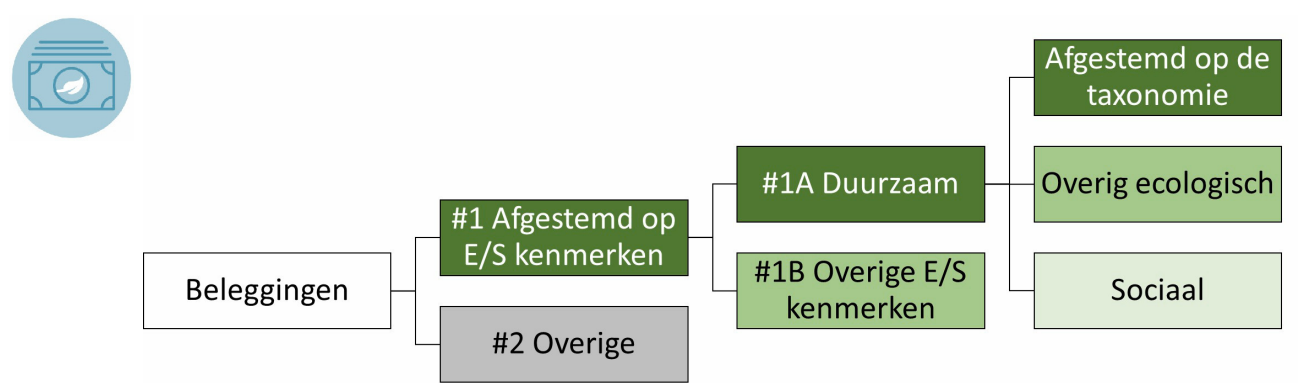 Beleggingen
#1 Afgestemd op
E/S kenmerken
#2 Overige
#1A Duurzaam
#1B Overige E/S
kenmerken
Afgestemd op de
taxonomie
Overig ecologisch
Sociaal